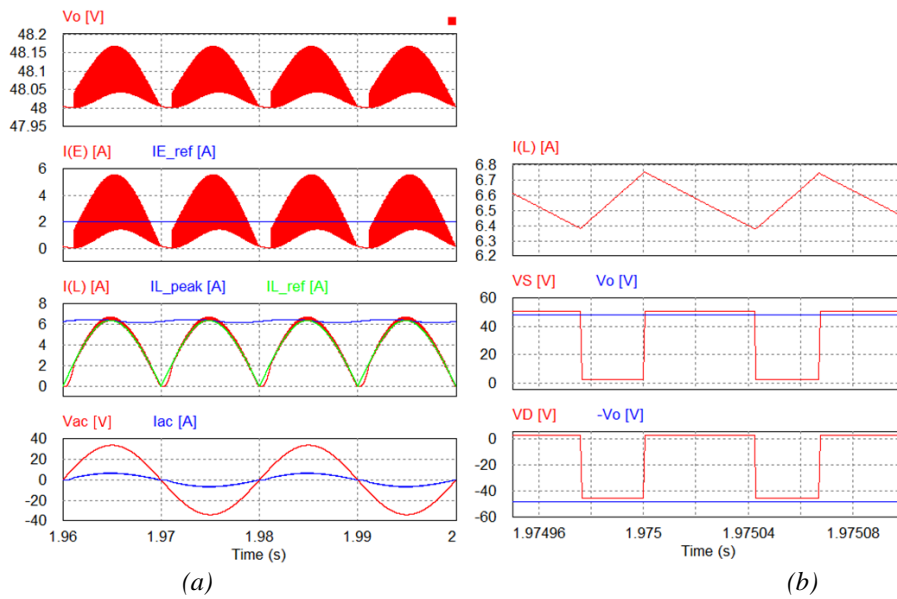 Vo [V]
48.2
48.15
48.1
48.05
48
47.95
I(E) [A] IE_ref [A]
6
4
2
0
I(L) [A] IL_peak [A] IL_ref [A]
8
6
4
2
0
Vac [V] Iac [A]
40
20
0
-20
-40
1.96 1.97 1.98 1.99 2
Time (s)
(a)
I(L) [A]
6.8
6.7
6.6
6.5
6.4
6.3
6.2
VS [V] Vo [V]
60
40
20
0
VD [V] -Vo [V]
0
-20
-40
-60
1.97496 1.975 1.97504 1.97508
Time (s)
(b)